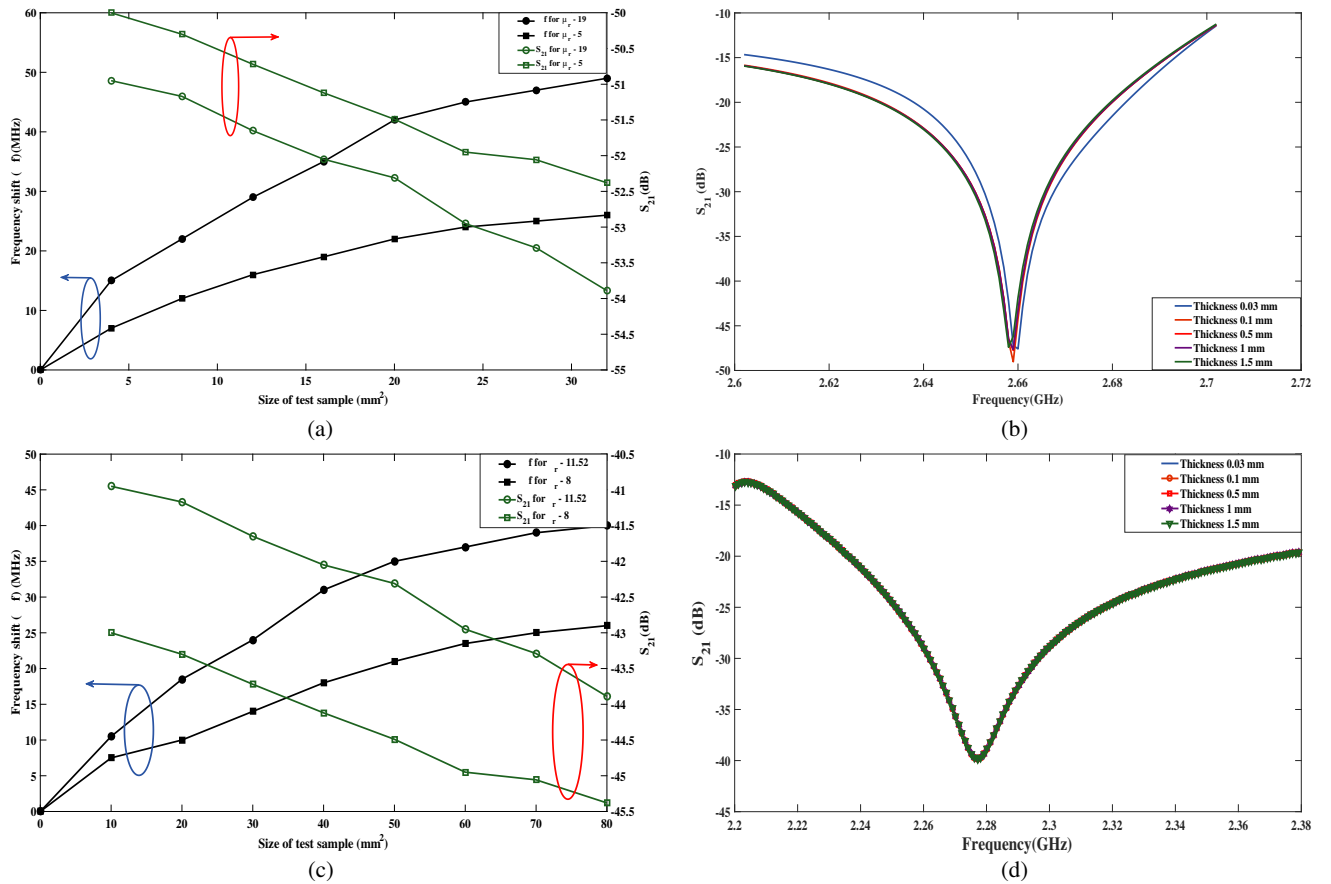 60
50
40
30
20
10
0
Frequency shift ( f)(MHz)
-50
-50.5
-51
-51.5
-52
-52.5
-53
-53.5
-54
-54.5
-55
S21(dB)
f for μr - 19
f for μr - 5
S21 for μr - 19
S21 for μr - 5
0 5 10 15 20 25 30
Size of test sample (mm²)
(a)
-10
-15
-20
-25
-30
-35
-40
-45
-50
S21 (dB)
Thickness 0.03 mm
Thickness 0.1 mm
Thickness 0.5 mm
Thickness 1 mm
Thickness 1.5 mm
2.6 2.62 2.64 2.66 2.68 2.7 2.72
Frequency(GHz)
(b)
50
45
40
35
30
25
20
15
10
5
0
Frequency shift ( f) (MHz)
-40.5
-41
-41.5
-42
-42.5
-43
-43.5
-44
-44.5
-45
-45.5
S21(dB)
f for r - 11.52
f for r - 8
S21 for r - 11.52
S21 for r - 8
0 10 20 30 40 50 60 70 80
Size of test sample (mm²)
(c)
-10
-15
-20
-25
-30
-35
-40
-45
S21 (dB)
Thickness 0.03 mm
Thickness 0.1 mm
Thickness 0.5 mm
Thickness 1 mm
Thickness 1.5 mm
2.2 2.22 2.24 2.26 2.28 2.3 2.32 2.34 2.36 2.38
Frequency(GHz)
(d)